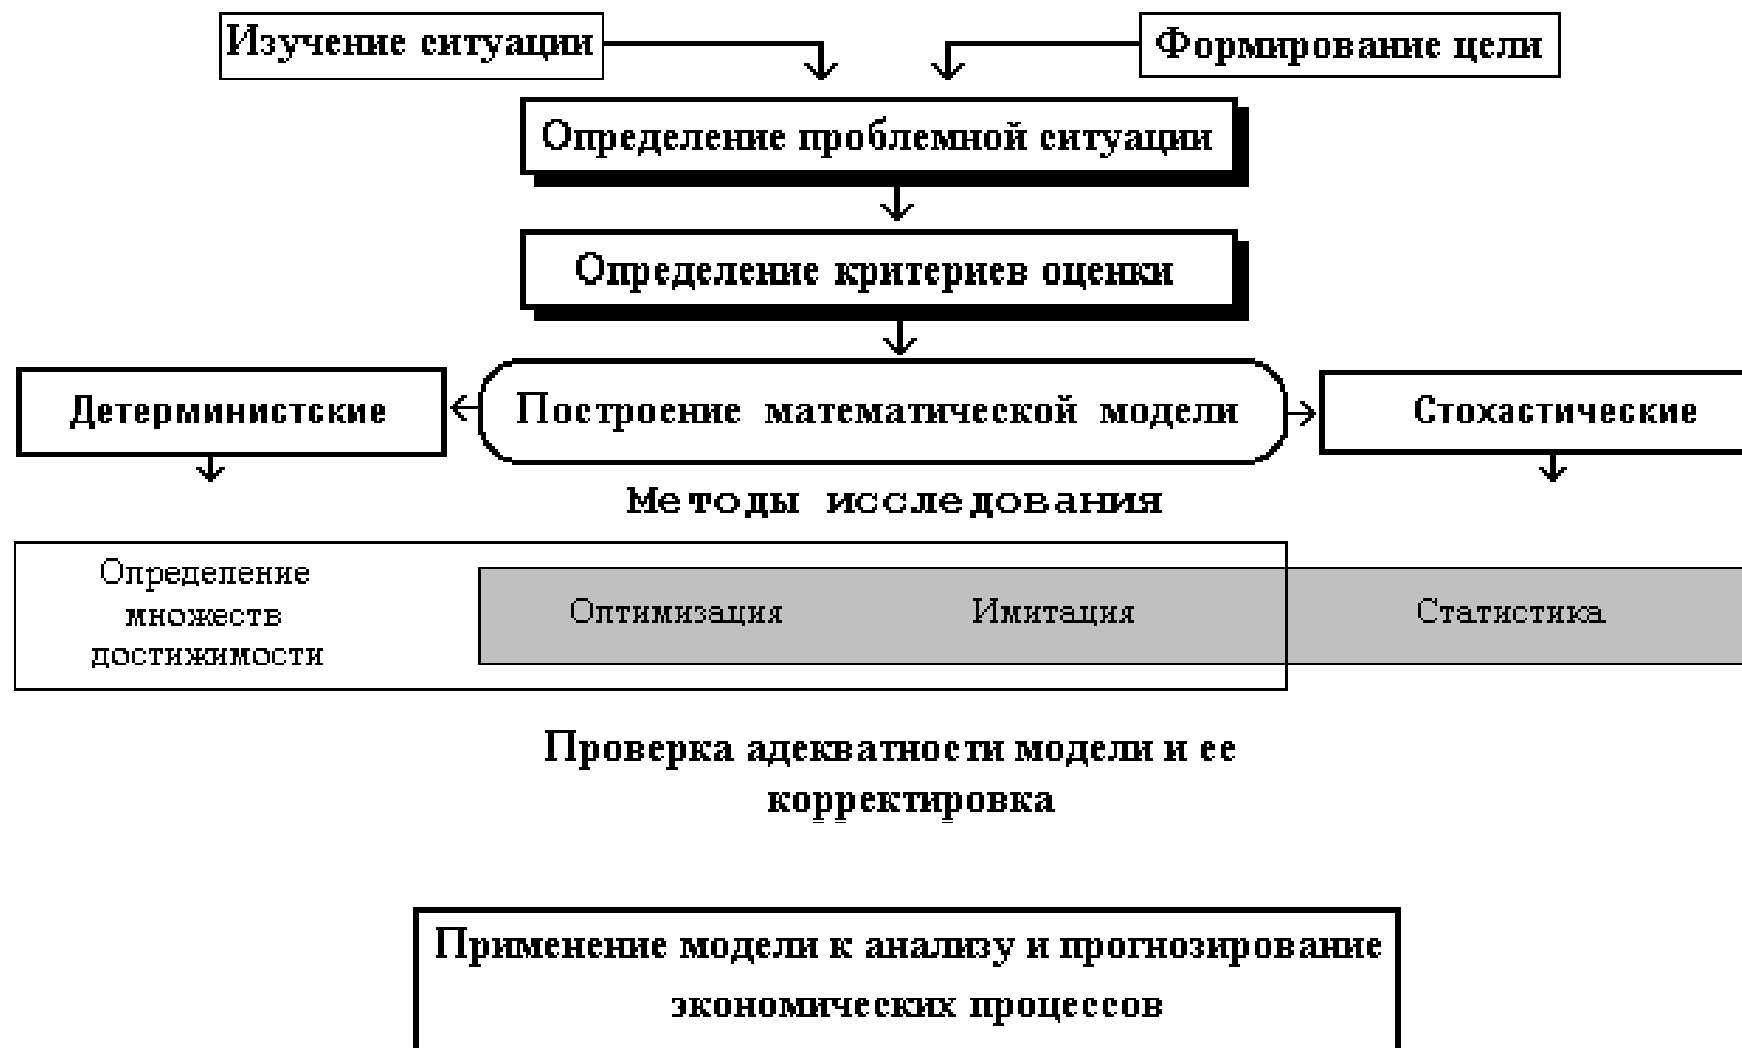 Изучение ситуации
Формирование цели
Определение проблемной ситуации
Определение критериев оценки
Детерминистские
Построение математической модели
Стохастические
Методы исследования
Определение
множеств
достижимости
Оптимизация
Имитация
Статистика
Проверка адекватности модели и ее
корректировка
Применение модели к анализу и прогнозирование
экономических процессов